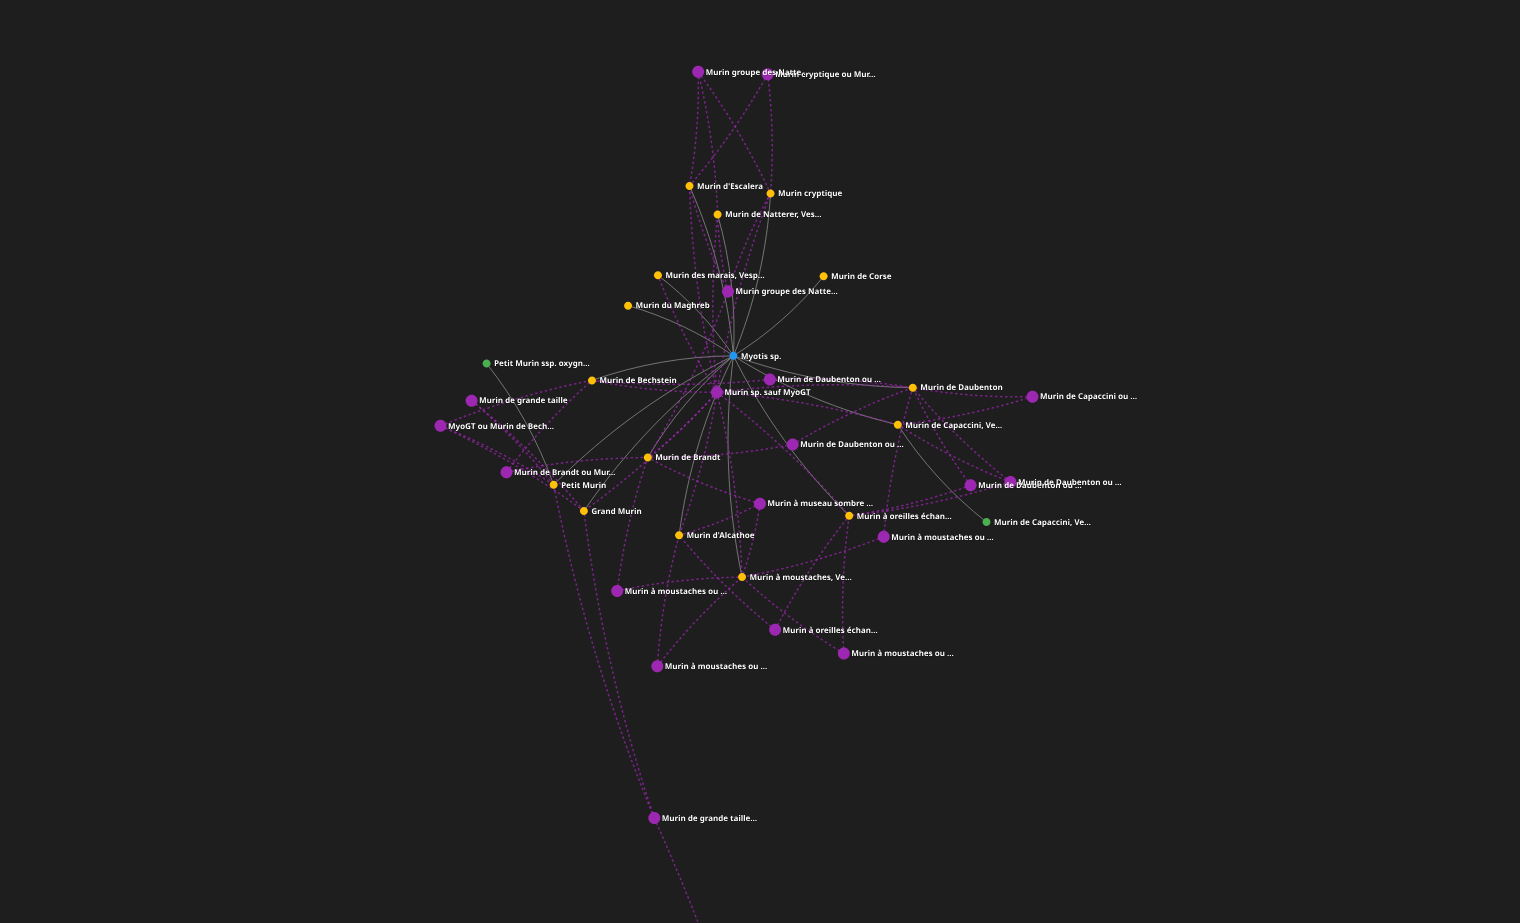 Murin groupe des Natte...
Murin cryptique ou Mur...
Murin d'Escalera
Murin cryptique
Murin de Natterer, Ves...
Murin des marais, Vesp...
Murin de Corse
Murin groupe des Natte...
Murin du Maghreb
Myotis sp.
Petit Murin ssp. oxygn...
Murin de Bechstein
Murin de Daubenton ou ...
Murin de Daubenton
Murin sp. sauf MyoGT
Murin de Capaccini ou ...
Murin de grande taille
MyoGT ou Murin de Bech...
Murin de Capaccini, Ve...
Murin de Daubenton ou ...
Murin de Brandt
Murin de Brandt ou Mur...
Petit Murin
Murin de Daubenton ou ...
Murin de Daubenton ou ...
Murin à museau sombre ...
Grand Murin
Murin à oreilles échan...
Murin de Capaccini, Ve...
Murin d'Alcathoe
Murin à moustaches ou ...
Murin à moustaches, Ve...
Murin à moustaches ou ...
Murin à oreilles échan...
Murin à moustaches ou ...
Murin à moustaches ou ...
Murin de grande taille...